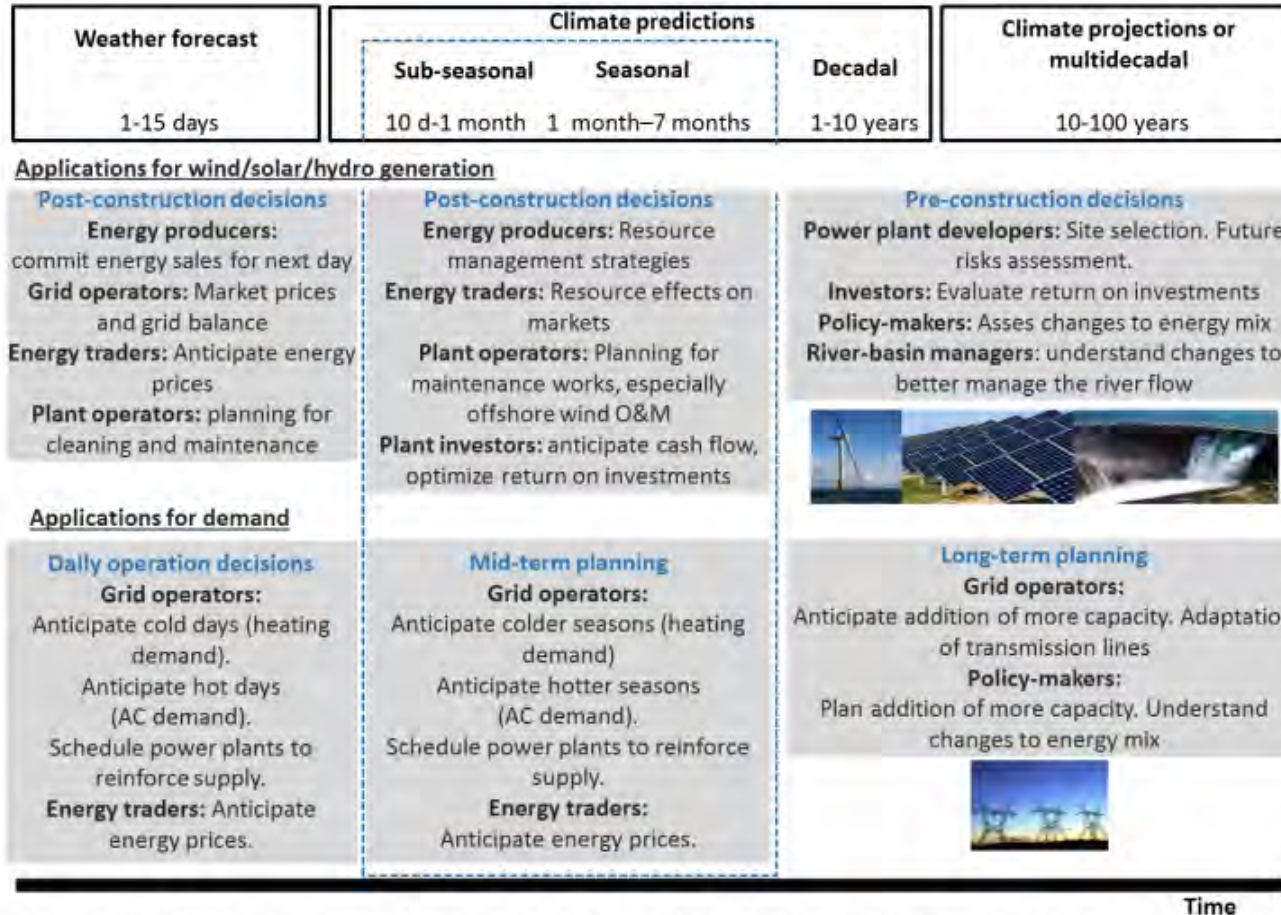 Weather forecast
1-15 days
Climate predictions
Sub-seasonal Seasonal Decadal
10 d-1 month 1 month–7 months 1-10 years
Climate projections or
multidecadal
10-100 years
Applications for wind/solar/hydro generation
Post-construction decisions
Energy producers:
commit energy sales for next day
Grid operators: Market prices
and grid balance
Energy traders: Anticipate energy
prices
Plant operators: planning for
cleaning and maintenance
Post-construction decisions
Energy producers: Resource
management strategies
Energy traders: Resource effects on
markets
Plant operators: Planning for
maintenance works, especially
offshore wind O&M
Plant investors: anticipate cash flow,
optimize return on investments
Pre-construction decisions
Power plant developers: Site selection. Future
risks assessment.
Investors: Evaluate return on investments
Policy-makers: Asses changes to energy mix
River-basin managers: understand changes to
better manage the river flow
Applications for demand
Daily operation decisions
Grid operators:
Anticipate cold days (heating
demand).
Anticipate hot days
(AC demand).
Schedule power plants to
reinforce supply.
Energy traders: Anticipate
energy prices.
Mid-term planning
Grid operators:
Anticipate colder seasons (heating
demand)
Anticipate hotter seasons
(AC demand).
Schedule power plants to reinforce
supply.
Energy traders:
Anticipate energy prices.
Long-term planning
Grid operators:
Anticipate addition of more capacity. Adaptatio
of transmission lines
Policy-makers:
Plan addition of more capacity. Understand
changes to energy mix
Time